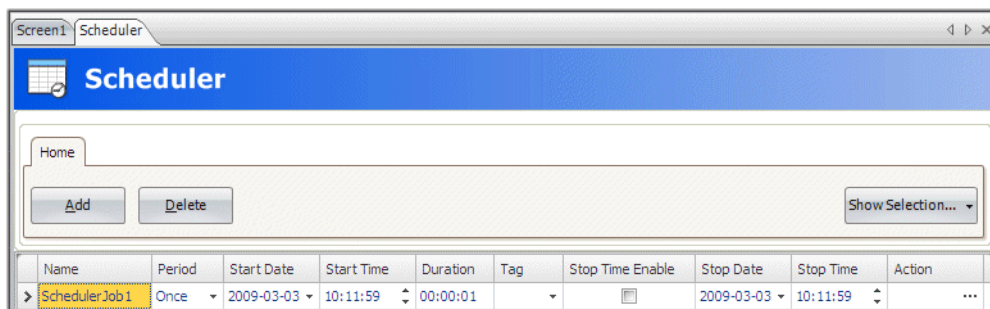 Screen1 Scheduler
Scheduler
Home
Add Delete Show Selection...
Name Period Start Date Start Time Duration Tag Stop Time Enable Stop Date Stop Time Action
SchedulerJob1 Once 2009-03-03 10:11:59 00:00:01 2009-03-03 10:11:59 ...